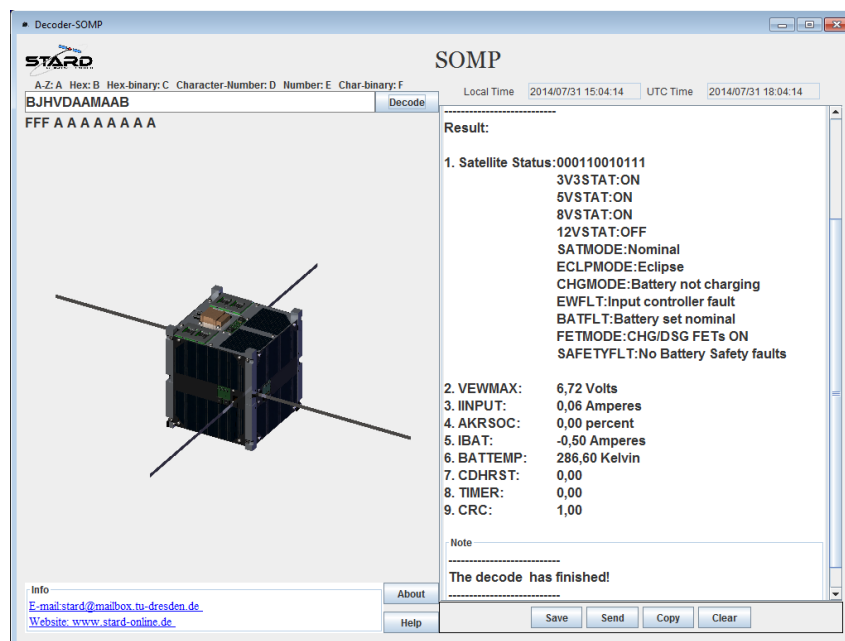 Decoder-SOMP
STARD
SOMP
A-Z: A Hex: B Hex-binary: C Character-Number: D Number: E Char-binary: F
Local Time 2014/07/31 15:04:14 UTC Time 2014/07/31 18:04:14
BJHVDAAMAAB Decode
FFF A A A A A A A A
---------------------------
Result:
1. Satellite Status:000110010111
3V3STAT:ON
5VSTAT:ON
8VSTAT:ON
12VSTAT:OFF
SATMODE:Nominal
ECLPMODE:Eclipse
CHGMODE:Battery not charging
EWFLT:Input controller fault
BATFLT:Battery set nominal
FETMODE:CHG/DSG FETs ON
SAFETYFLT:No Battery Safety faults
2. VEWMAX: 6,72 Volts
3. IINPUT: 0,06 Amperes
4. AKRSOC: 0,00 percent
5. IBAT: -0,50 Amperes
6. BATTEMP: 286,60 Kelvin
7. CDHRST: 0,00
8. TIMER: 0,00
9. CRC: 1,00
Note
---------------------------
The decode has finished!
---------------------------
Info
E-mail:stard@mailbox.tu-dresden.de
Website: www.stard-online.de
About
Help
Save Send Copy Clear